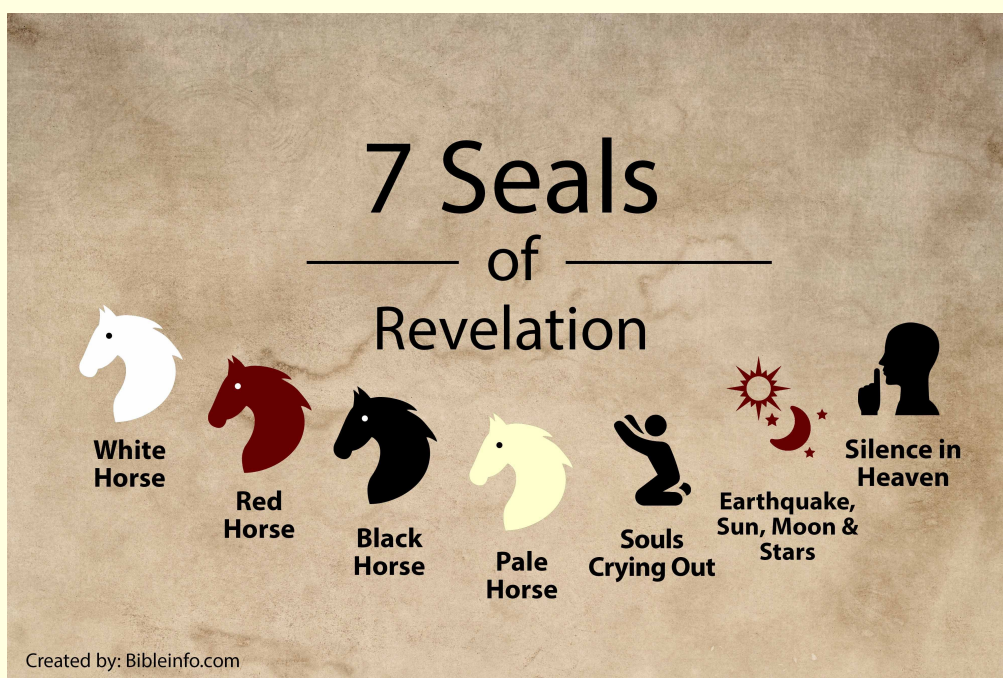 7 Seals
of
Revelation
White
Horse
Red
Horse
Black
Horse
Pale
Horse
Souls
Crying Out
Earthquake,
Sun, Moon &
Stars
Silence in
Heaven
Created by: Bibleinfo.com